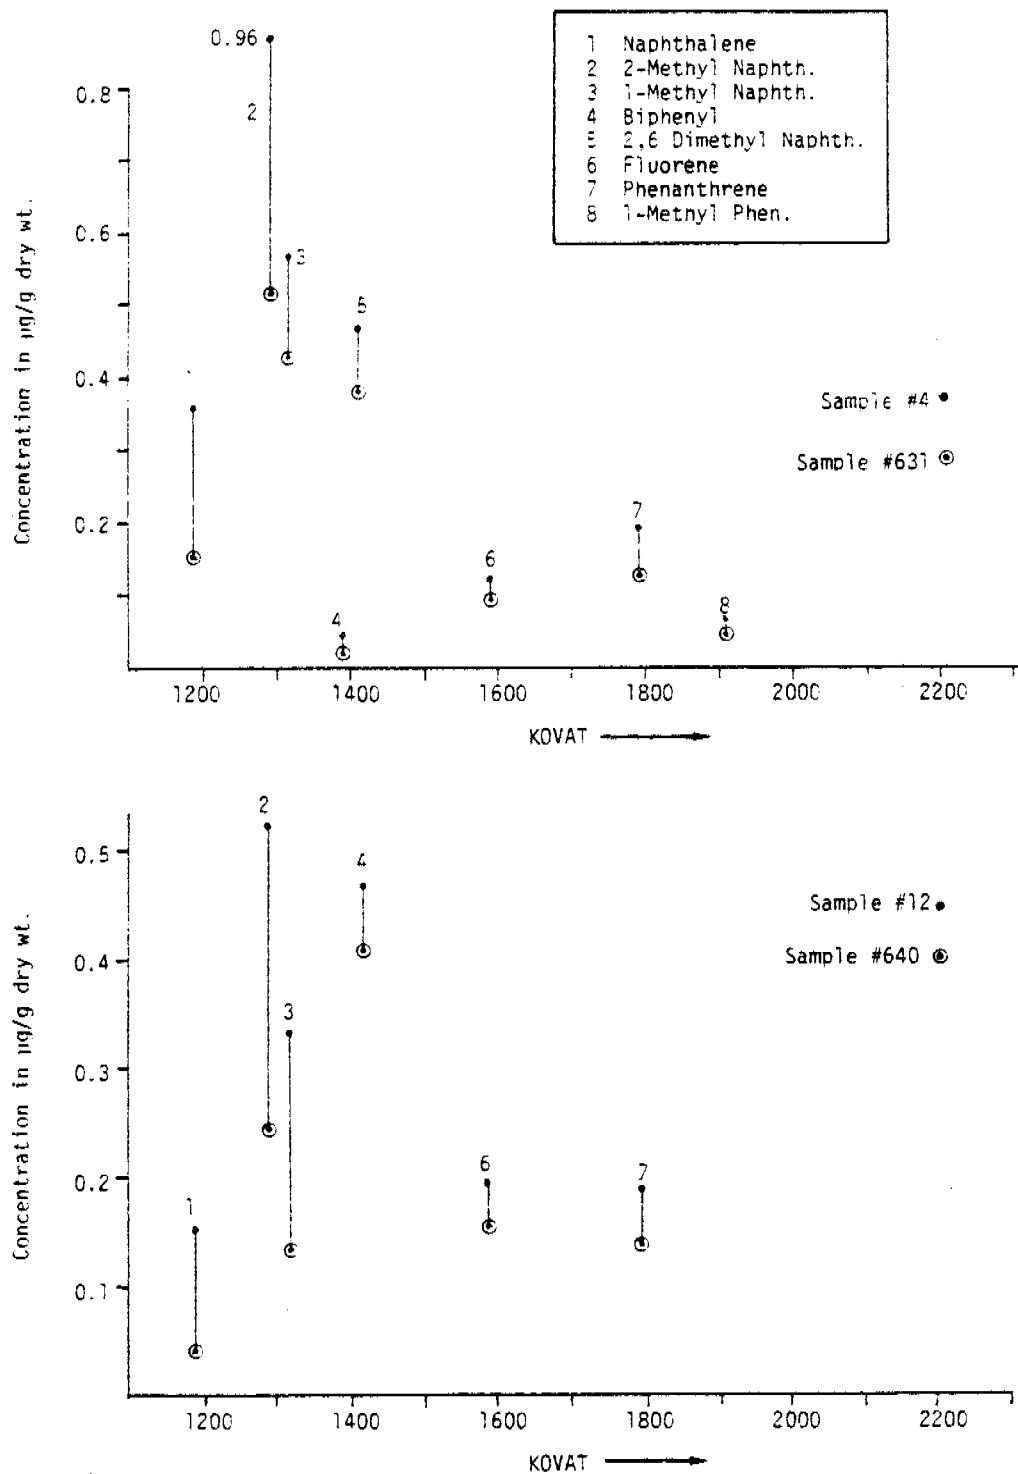 1 Naphthalene
2 2-Methyl Naphth.
3 1-Methyl Naphth.
4 Biphenyl
5 2,6 Dimethyl Naphth.
6 Fluorene
7 Phenanthrene
8 1-Methyl Phen.
0.96
2
3
5
4
6
7
8
0.8
0.6
0.4
0.2
Concentration in µg/g dry wt.
Sample #4
Sample #631
1200 1400 1600 1800 2000 2200
KOVAT
2
4
3
1
6
7
0.5
0.4
0.3
0.2
0.1
Concentration in µg/g dry wt.
Sample #12
Sample #640
1200 1400 1600 1800 2000 2200
KOVAT